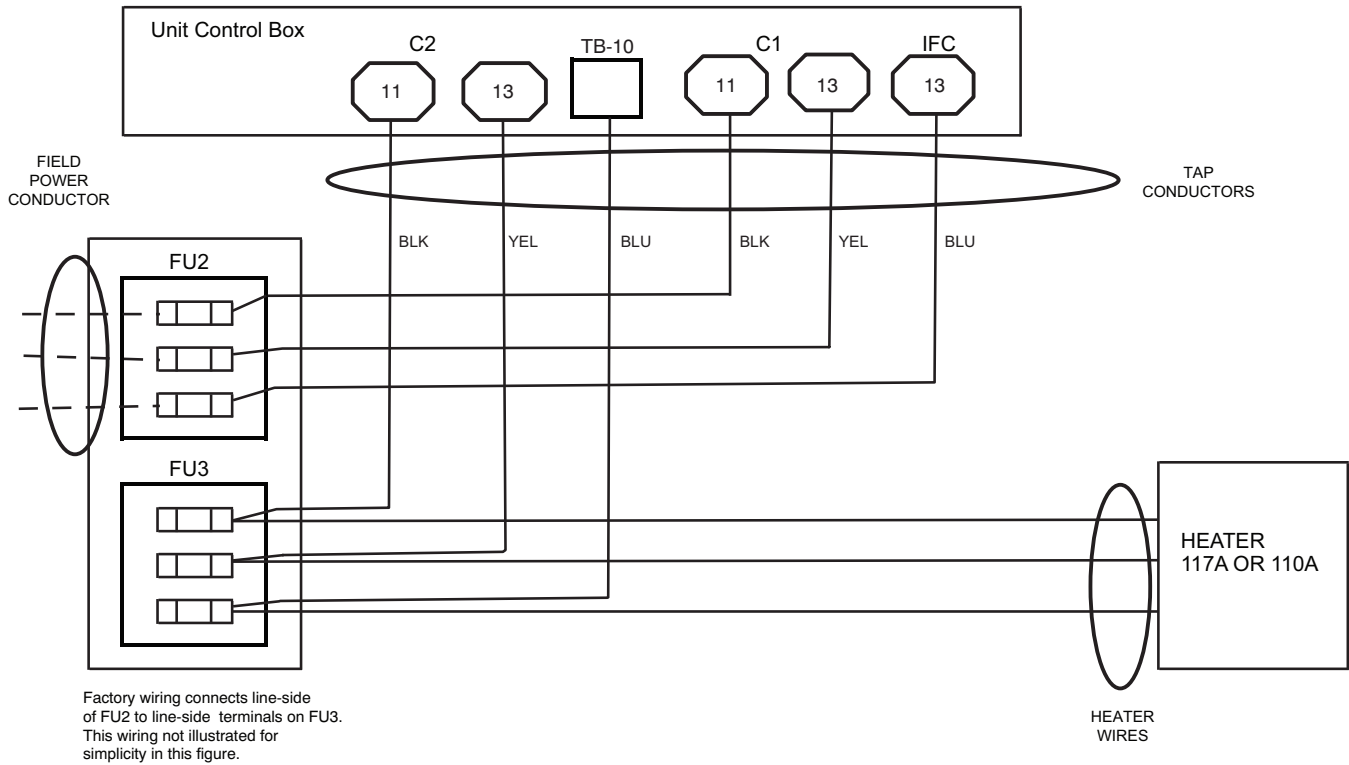 Unit Control Box
C2
TB-10
C1
IFC
11
13
11
13
13
FIELD
POWER
CONDUCTOR
TAP
CONDUCTORS
BLK
YEL
BLU
BLK
YEL
BLU
FU2
FU3
HEATER
117A OR 110A
Factory wiring connects line-side
of FU2 to line-side terminals on FU3.
This wiring not illustrated for
simplicity in this figure.
HEATER
WIRES